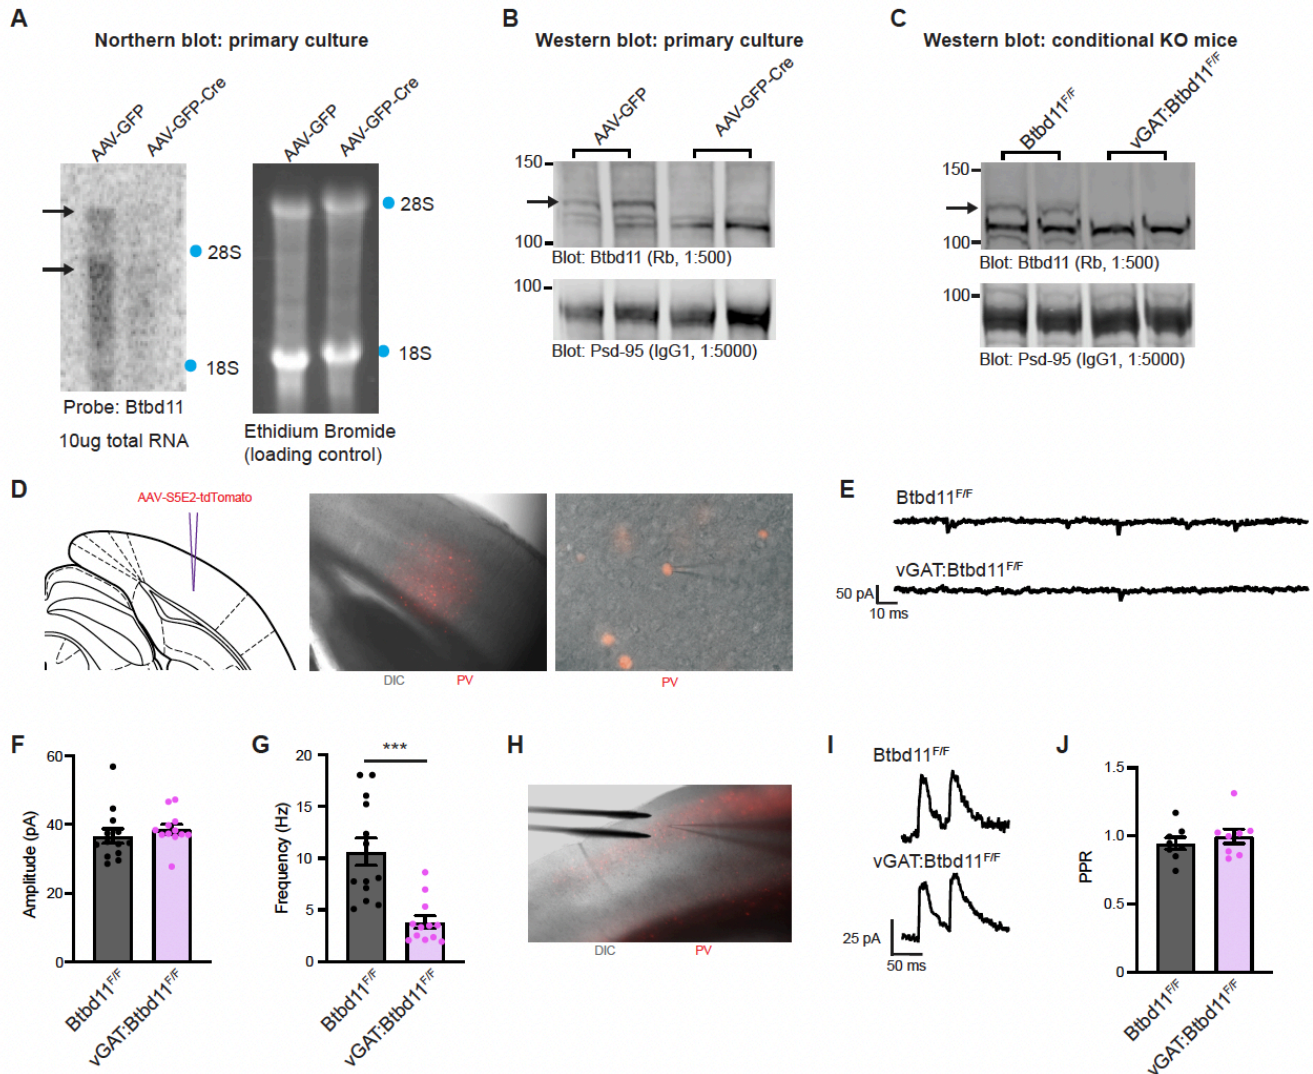 A
Northern blot: primary culture
AAV-GFP
AAV-GFP-Cre
28S
18S
Probe: Btbd11
10ug total RNA
AAV-GFP
AAV-GFP-Cre
28S
18S
Ethidium Bromide
(loading control)
B
Western blot: primary culture
AAV-GFP
AAV-GFP-Cre
150
100
Blot: Btbd11 (Rb, 1:500)
100
Blot: Psd-95 (IgG1, 1:5000)
C
Western blot: conditional KO mice
Btbd11F/F
vGAT:Btbd11F/F
150
100
Blot: Btbd11 (Rb, 1:500)
100
Blot: Psd-95 (IgG1, 1:5000)
D
AAV-S5E2-tdTomato
DIC PV
PV
E
Btbd11F/F
vGAT:Btbd11F/F
50 pA
10 ms
F
Amplitude (pA)
60
40
20
0
Btbd11F/F
vGAT:Btbd11F/F
G
Frequency (Hz)
20
15
10
5
0
***
Btbd11F/F
vGAT:Btbd11F/F
H
DIC PV
I
Btbd11F/F
vGAT:Btbd11F/F
25 pA
50 ms
J
PPR
1.5
1.0
0.5
0
Btbd11F/F
vGAT:Btbd11F/F